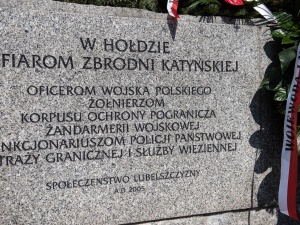 W HOŁDZIE
FIAROM ZBRODNI KATYŃSKIEJ
OFICEROM WOJSKA POLSKIEGO
ŻOŁNIERZOM
KORPUSU OCHRONY POGRANICZA
ŻANDARMERII WOJSKOWEJ
NKCJONARIUSZOM POLICJI PAŃSTWOWEJ
TRAŻY GRANICZNEJ I SŁUŻBY WIĘZIENNEJ
SPOŁECZEŃSTWO LUBELSZCZYZNY
A.D. 2005